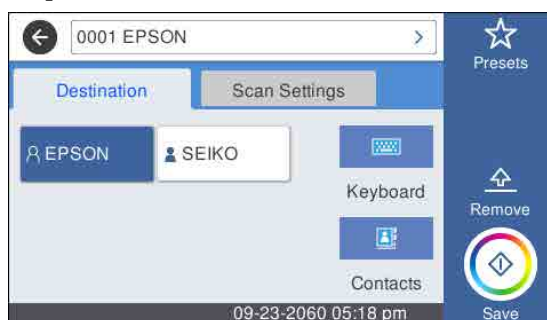 0001 EPSON
Presets
Destination
Scan Settings
EPSON
SEIKO
Keyboard
Remove
Contacts
09-23-2060 05:18 pm
Save